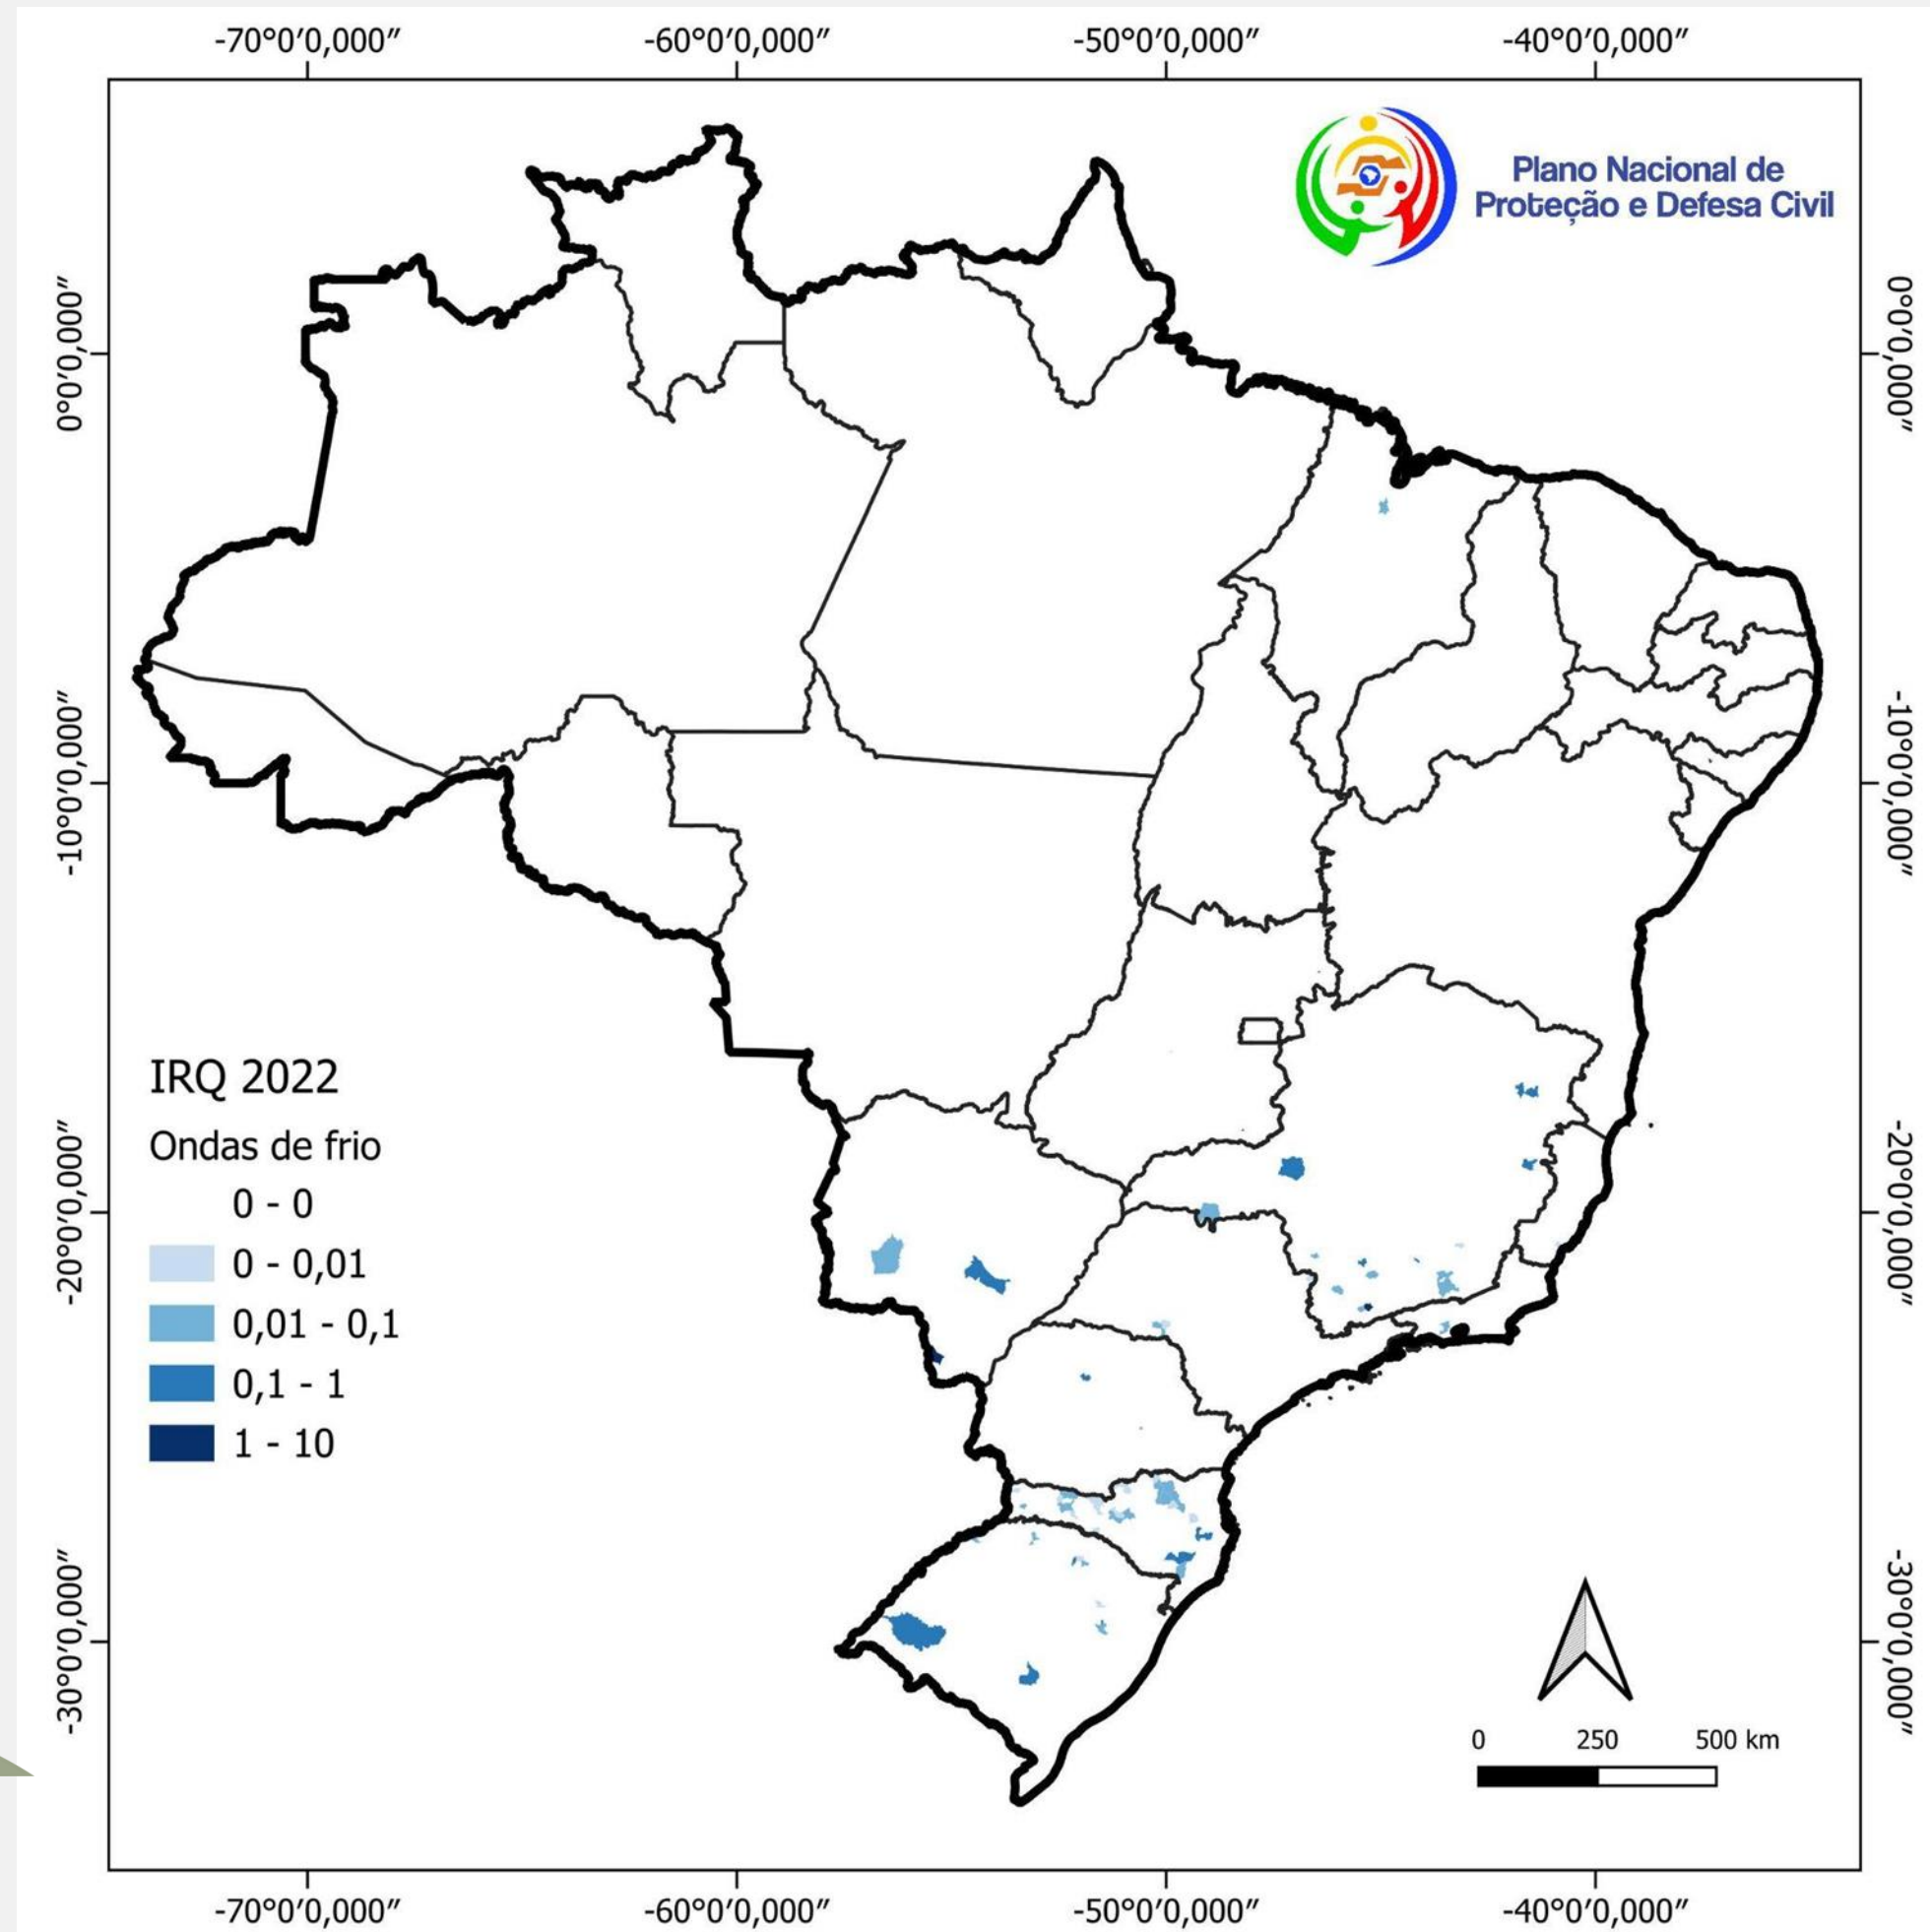 -70°0′0,000″ -60°0′0,000″ -50°0′0,000″ -40°0′0,000″
Plano Nacional de
Proteção e Defesa Civil
0°0′0,000″
0°0′0,000″
-10°0′0,000″
-10°0′0,000″
-20°0′0,000″
-20°0′0,000″
-30°0′0,000″
-30°0′0,000″
IRQ 2022
Ondas de frio
0 - 0
0 - 0,01
0,01 - 0,1
0,1 - 1
1 - 10
0 250 500 km
-70°0′0,000″ -60°0′0,000″ -50°0′0,000″ -40°0′0,000″